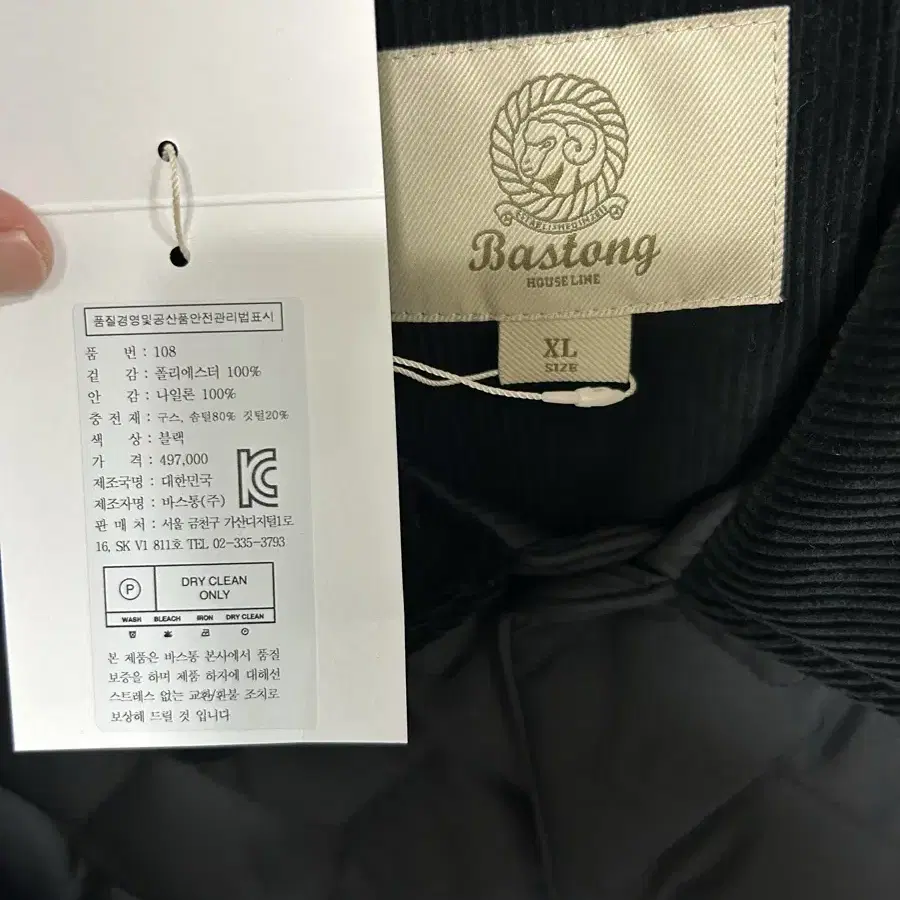 품질경영및공산품안전관리법표시
품 번 : 108
겉 감 : 폴리에스터 100%
안 감 : 나일론 100%
충 전 재 : 구스, 솜털80% 깃털20%
색 상 : 블랙
가 격 : 497,000
제조국명 : 대한민국
제조자명 : 바스통(주)
판 매 처 : 서울 금천구 가산디지털1로
16, SK V1 811호 TEL 02-335-3793
P
DRY CLEAN
ONLY
WASH BLEACH IRON DRY CLEAN
본 제품은 바스통 본사에서 품질
보증을 하며 제품 하자에 대해선
스트레스 없는 교환/환불 조치로
보상해 드릴 것 입니다
ESTABLISHED IN 2011
Bastong
HOUSE LINE
XL
SIZE